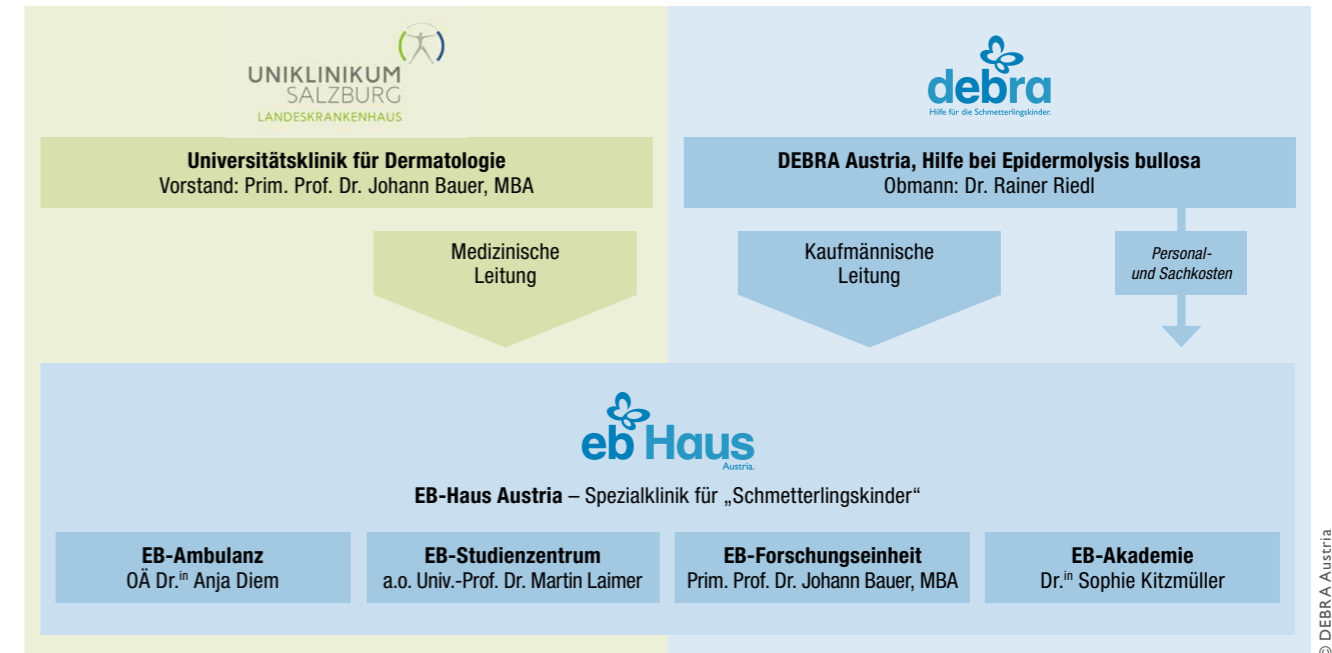 UNIKLINIKUM
SALZBURG
LANDESKRANKENHAUS
Universitätsklinik für Dermatologie
Vorstand: Prim. Prof. Dr. Johann Bauer, MBA
debra
Hilfe für die Schmetterlingskinder.
DEBRA Austria, Hilfe bei Epidermolysis bullosa
Obmann: Dr. Rainer Riedl
Medizinische
Leitung
Kaufmännische
Leitung
Personal-
und Sachkosten
eb Haus
Austria.
EB-Haus Austria – Spezialklinik für „Schmetterlingskinder“
EB-Ambulanz
OÄ Dr.in Anja Diem
EB-Studienzentrum
a.o. Univ.-Prof. Dr. Martin Laimer
EB-Forschungseinheit
Prim. Prof. Dr. Johann Bauer, MBA
EB-Akademie
Dr.in Sophie Kitzmüller
© DEBRA Austria